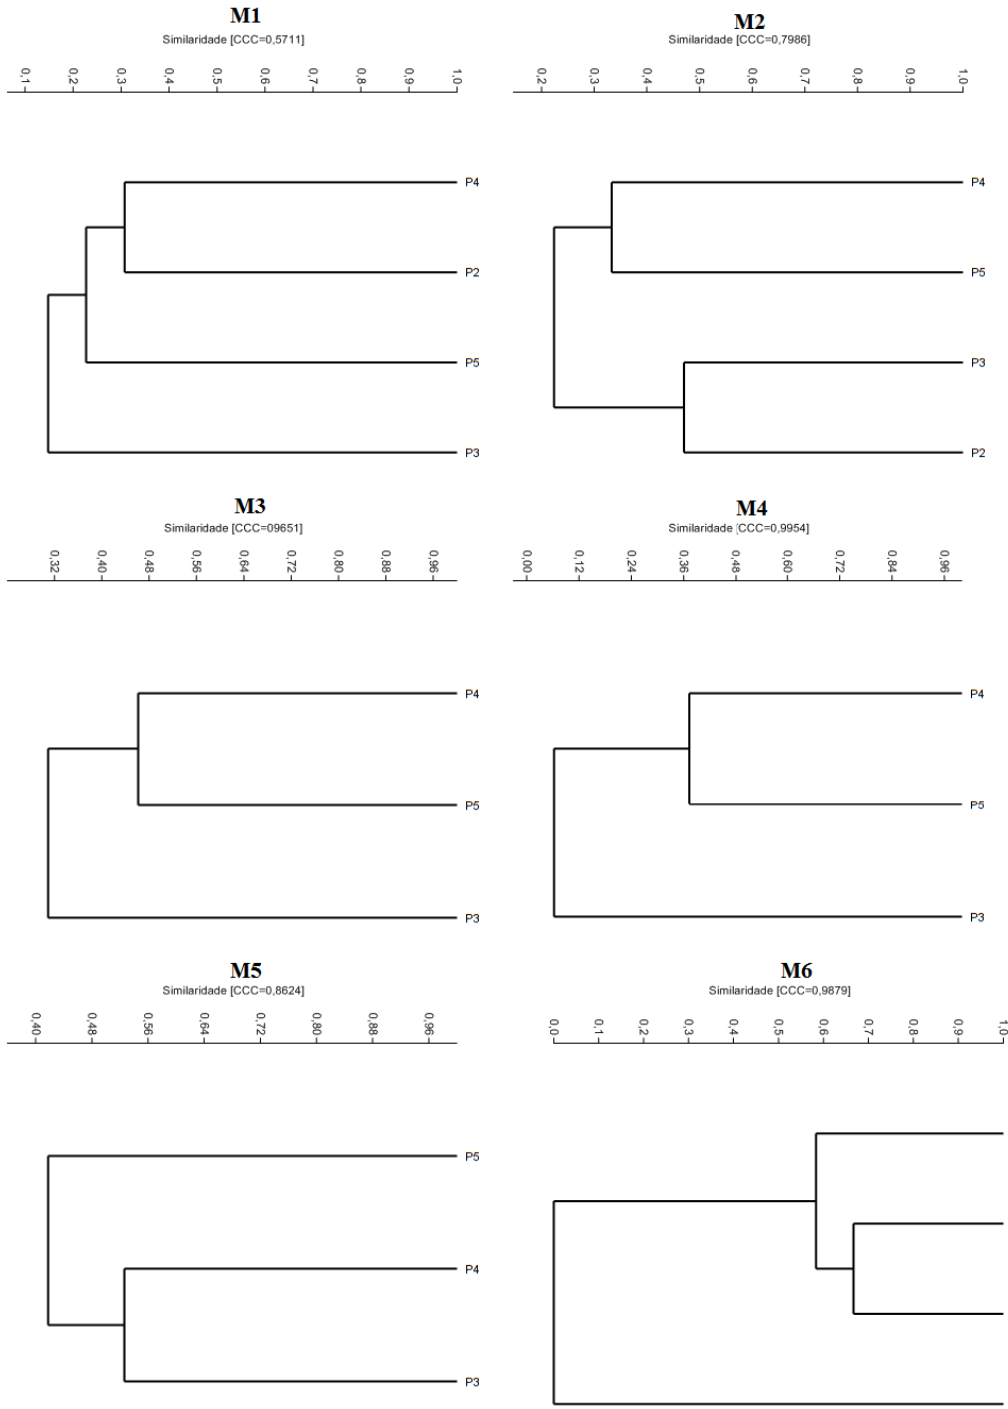 M1
Similaridade [CCC=0,5711]
0,1 0,2 0,3 0,4 0,5 0,6 0,7 0,8 0,9 1,0
P4
P2
P5
P3
M2
Similaridade [CCC=0,7986]
0,2 0,3 0,4 0,5 0,6 0,7 0,8 0,9 1,0
P4
P5
P3
P2
M3
Similaridade [CCC=09651]
0,32 0,40 0,48 0,56 0,64 0,72 0,80 0,88 0,96
P4
P5
P3
M4
Similaridade [CCC=0,9954]
0,00 0,12 0,24 0,36 0,48 0,60 0,72 0,84 0,96
P4
P5
P3
M5
Similaridade [CCC=0,8624]
0,40 0,48 0,56 0,64 0,72 0,80 0,88 0,96
P5
P4
P3
M6
Similaridade [CCC=0,9879]
0,0 0,1 0,2 0,3 0,4 0,5 0,6 0,7 0,8 0,9 1,0